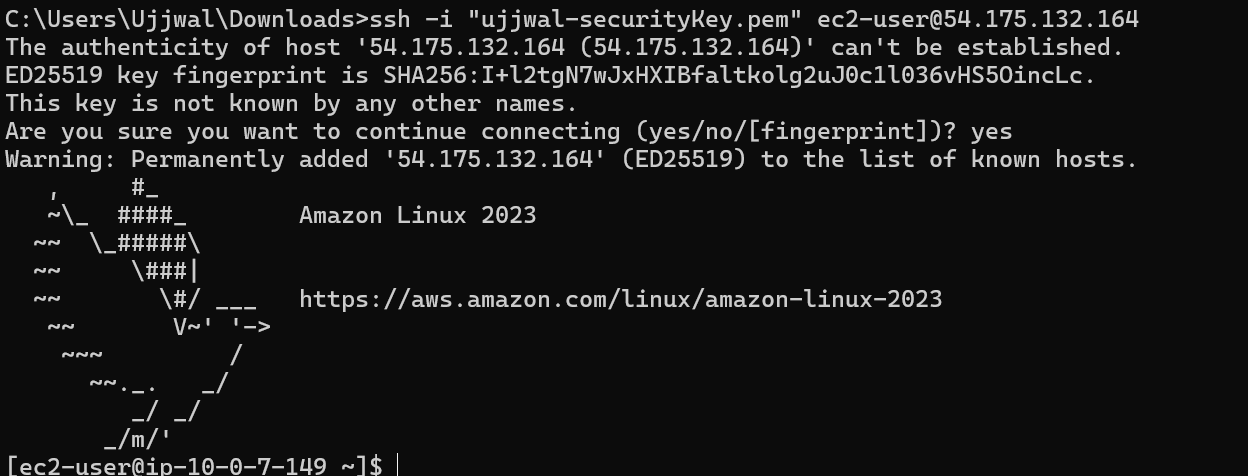 C:\Users\Ujjwal\Downloads>ssh -i "ujjwal-securityKey.pem" ec2-user@54.175.132.164
The authenticity of host '54.175.132.164 (54.175.132.164)' can't be established.
ED25519 key fingerprint is SHA256:I+l2tgN7wJxHXIBfaltkolg2uJ0c1l036vHS5OincLc.
This key is not known by any other names.
Are you sure you want to continue connecting (yes/no/[fingerprint])? yes
Warning: Permanently added '54.175.132.164' (ED25519) to the list of known hosts.
   ,     #_
   ~\_  ####_        Amazon Linux 2023
  ~~  \_#####\
  ~~     \###|
  ~~       \#/ ___   https://aws.amazon.com/linux/amazon-linux-2023
   ~~       V~' '->
    ~~~         /
      ~~._.   _/
         _/ _/
       _/m/'
[ec2-user@ip-10-0-7-149 ~]$